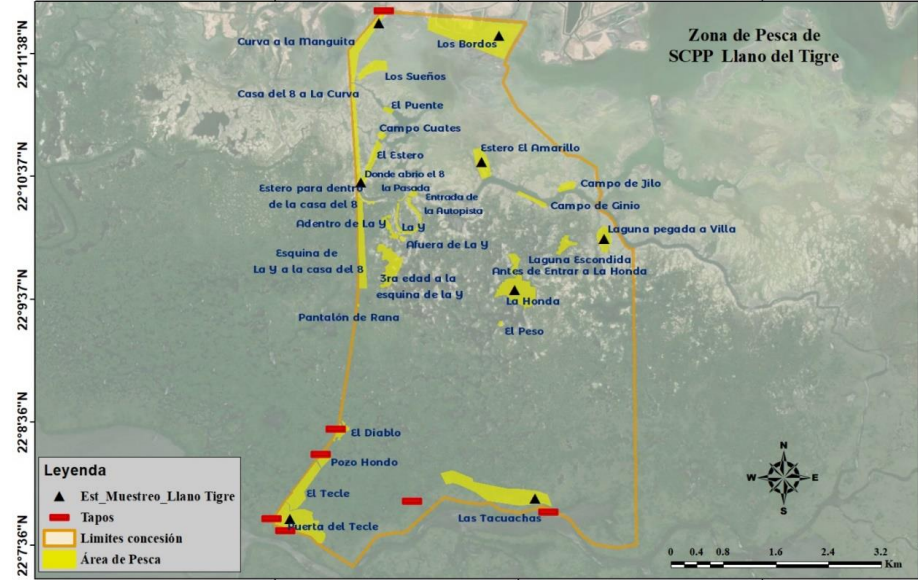 Zona de Pesca de
SCPP Llano del Tigre
22°11'38"N
22°10'37"N
22°9'37"N
22°8'36"N
22°7'36"N
Curva a la Manguita
Los Bordos
Los Sueños
Casa del 8 a La Curva
El Puente
Campo Cuates
El Estero
Estero El Amarillo
Donde abrio el 8
la Pasada
Estero para dentro
de la casa del 8
Entrada de
la Autopista
Campo de Jilo
Campo de Ginio
Adentro de La Y
La Y
Afuera de La Y
Laguna pegada a Villa
Esquina de
La Y a la casa del 8
Laguna Escondida
Antes de Entrar a La Honda
3ra edad a la
esquina de la Y
La Honda
Pantalón de Rana
El Peso
El Diablo
Pozo Hondo
El Tecle
Puerta del Tecle
Las Tacuachas
Leyenda
Est_Muestreo_Llano Tigre
Tapos
Limites concesión
Área de Pesca
N
W
E
S
0 0.4 0.8 1.6 2.4 3.2
Km